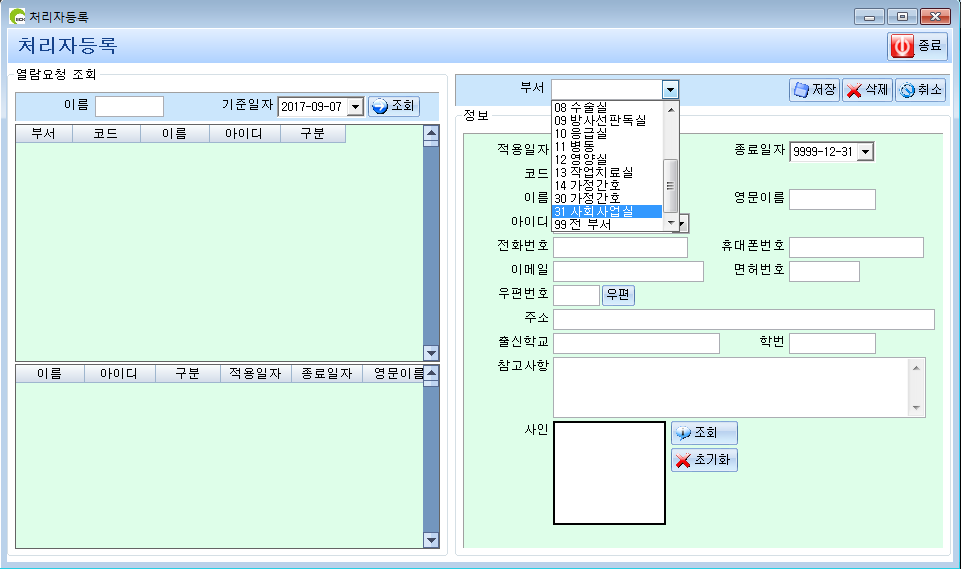 처리자등록
처리자등록
종료
열람요청 조회
이름
기준일자 2017-09-07
조회
부서 코드 이름 아이디 구분
이름 아이디 구분 적용일자 종료일자 영문이름
부서
저장
삭제
취소
08 수술실
09 방사선판독실
10 응급실
11 병동
12 영양실
13 작업치료실
14 가정간호
30 가정간호
31 사회사업실
99 전 부서
정보
적용일자
종료일자 9999-12-31
코드
이름
영문이름
아이디
전화번호
휴대폰번호
이메일
면허번호
우편번호
우편
주소
출신학교
학번
참고사항
사인
조회
초기화